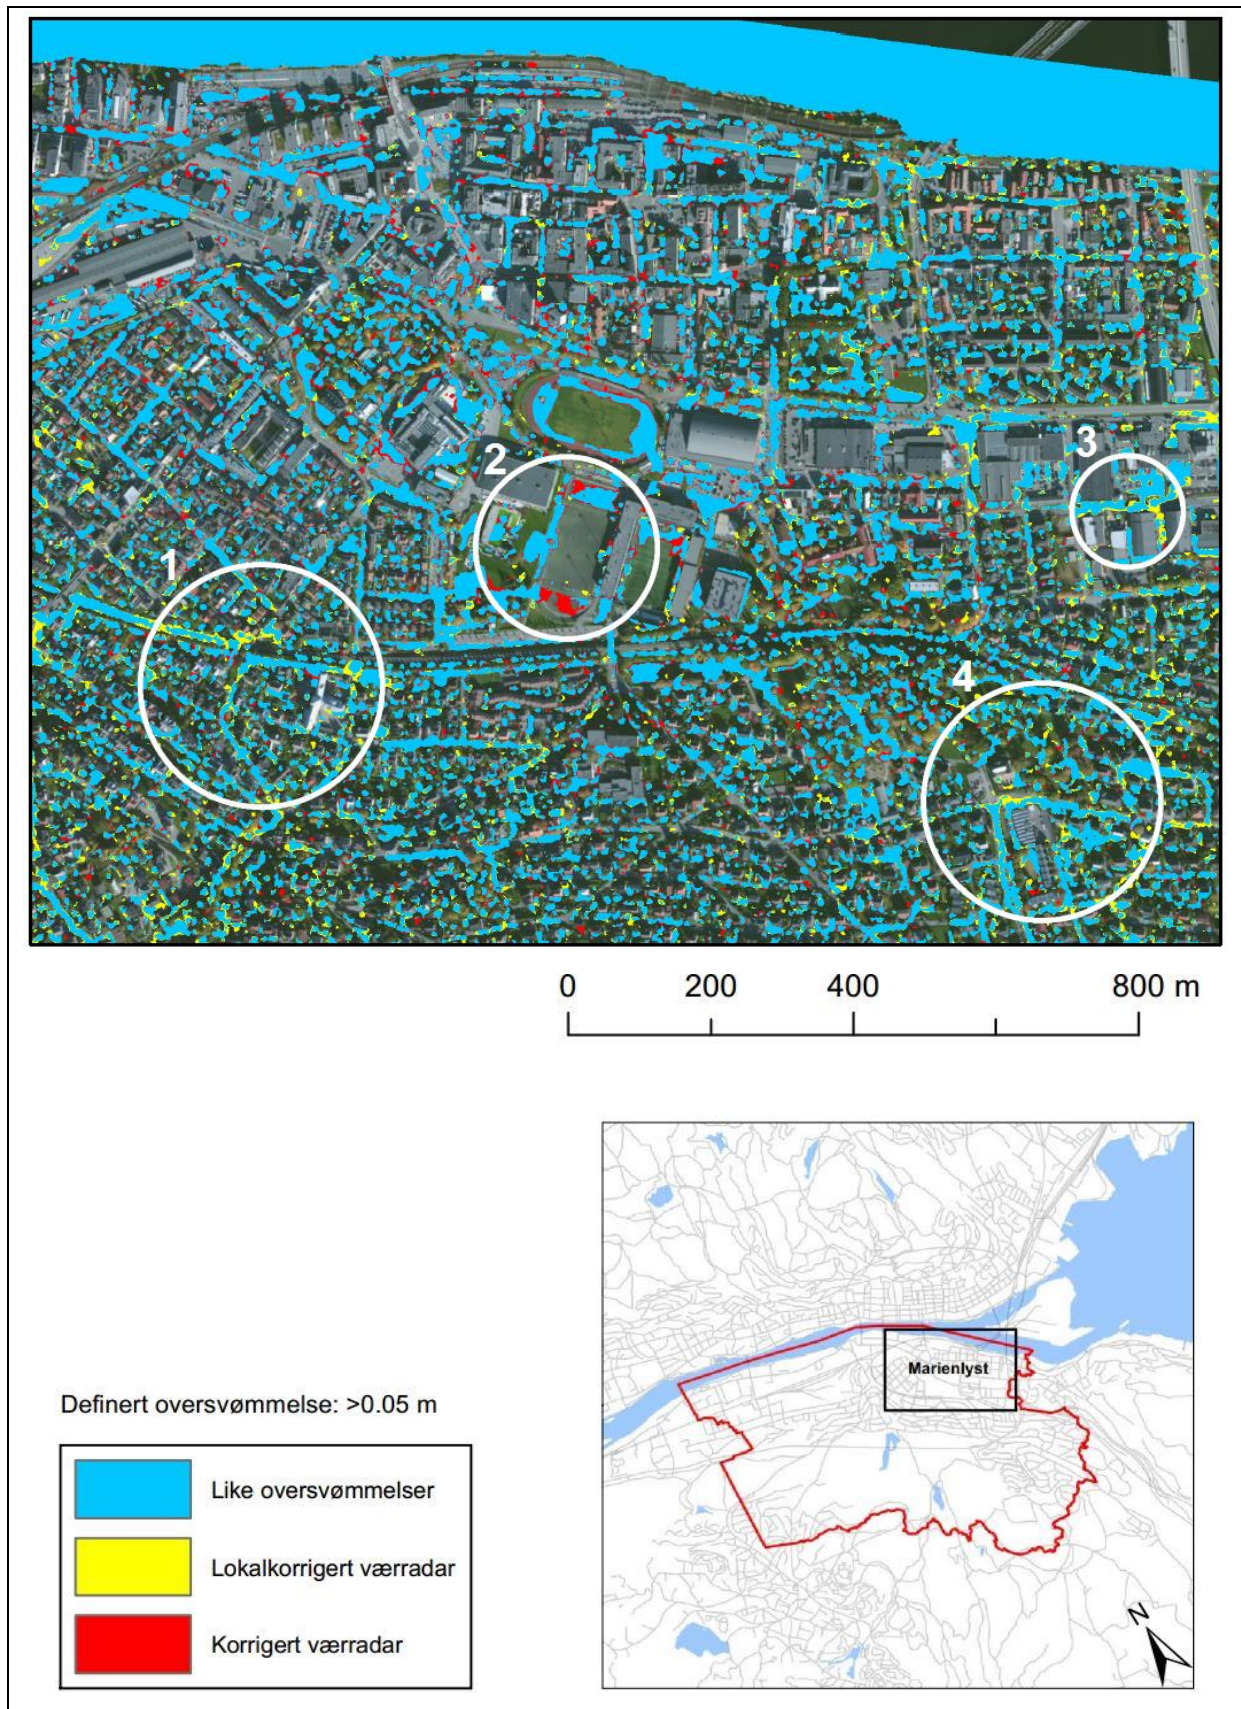 2
3
1
4
0 200 400 800 m
Marienlyst
Definert oversvømmelse: >0.05 m
Like oversvømmelser
Lokalkorrigert værradar
Korrigert værradar
N